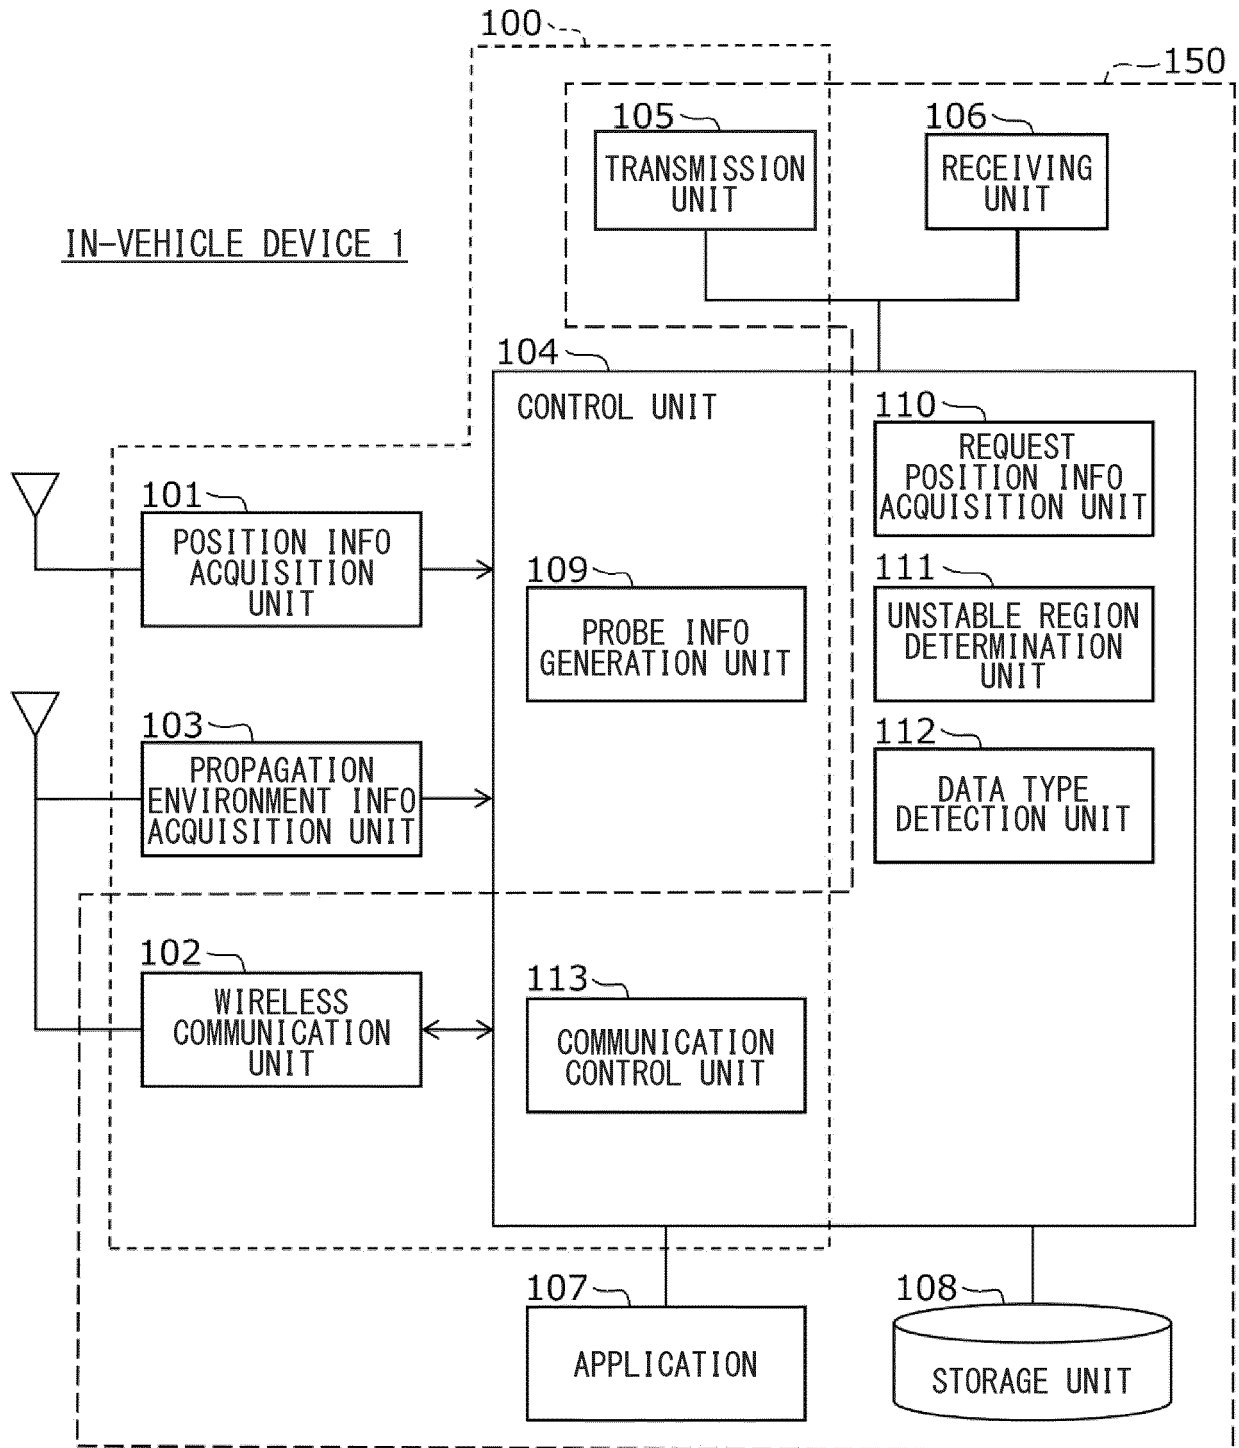 100
150
105
TRANSMISSION
UNIT
106
RECEIVING
UNIT
IN-VEHICLE DEVICE 1
104
CONTROL UNIT
110
REQUEST
POSITION INFO
ACQUISITION UNIT
101
POSITION INFO
ACQUISITION
UNIT
109
PROBE INFO
GENERATION UNIT
111
UNSTABLE REGION
DETERMINATION
UNIT
103
PROPAGATION
ENVIRONMENT INFO
ACQUISITION UNIT
112
DATA TYPE
DETECTION UNIT
102
WIRELESS
COMMUNICATION
UNIT
113
COMMUNICATION
CONTROL UNIT
107
APPLICATION
108
STORAGE UNIT